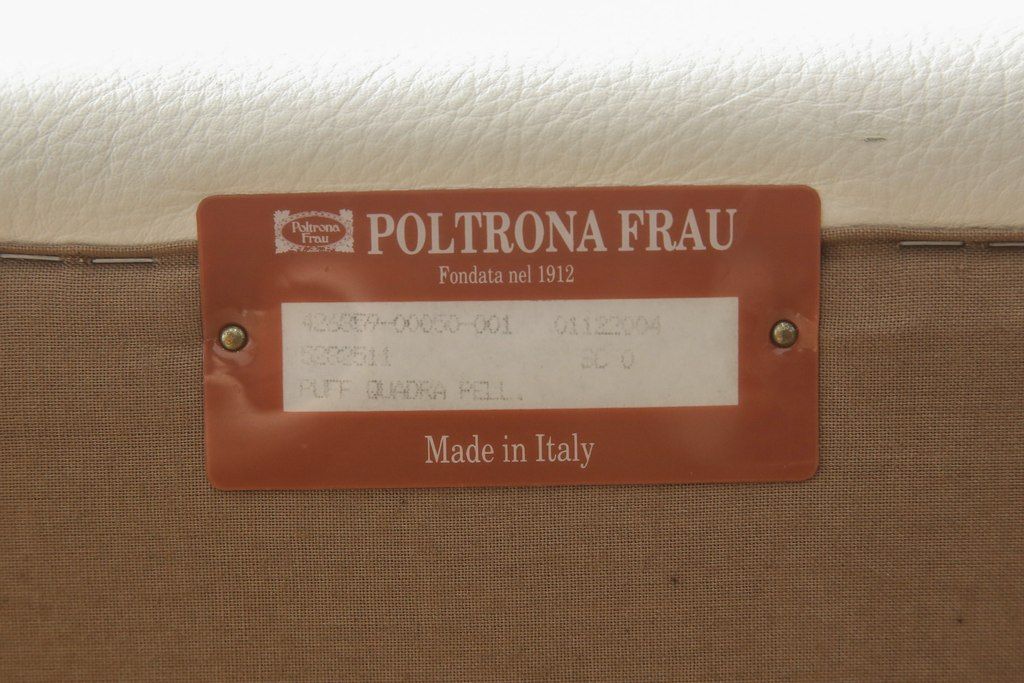 Poltrona
Frau
POLTRONA FRAU
Fondata nel 1912
01122004
PUFF QUADRA PELL.
Made in Italy